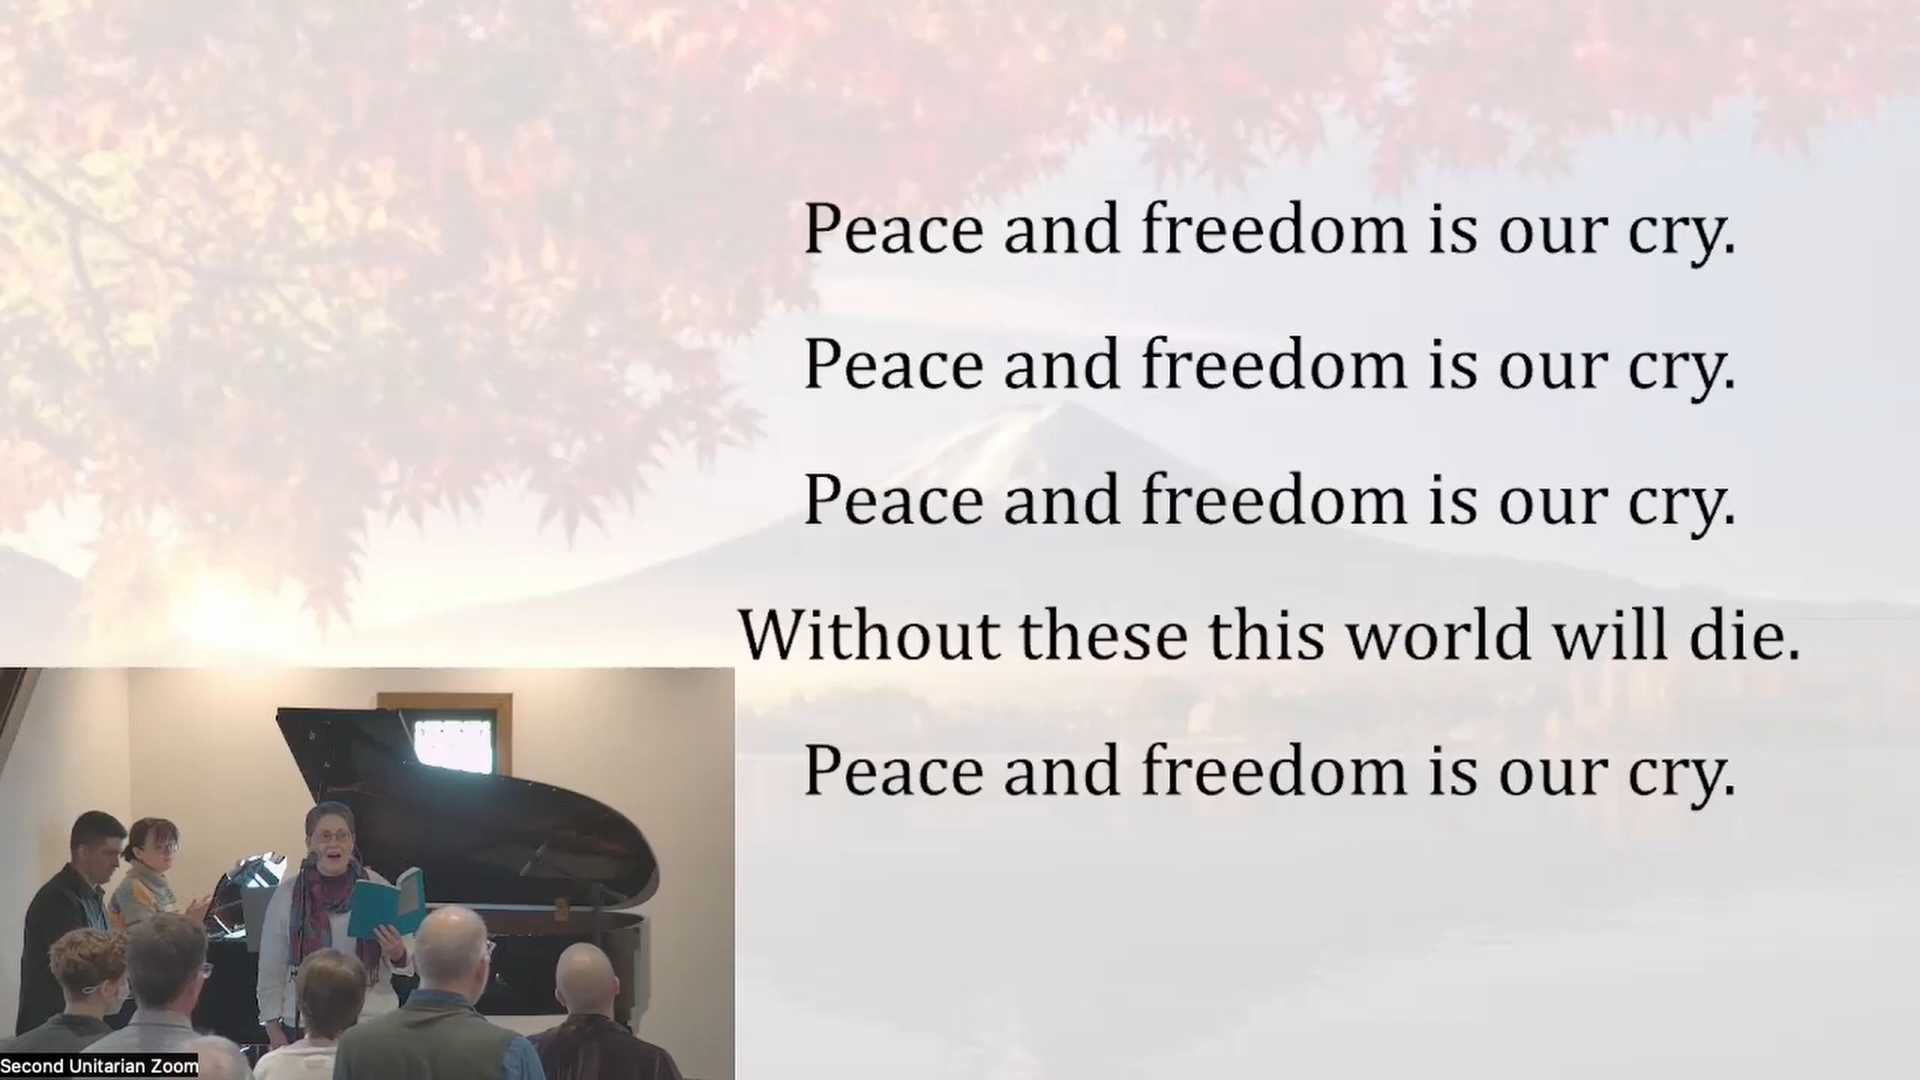 Peace and freedom is our cry.
Peace and freedom is our cry.
Peace and freedom is our cry.
Without these this world will die.
Peace and freedom is our cry.
Second Unitarian Zoom